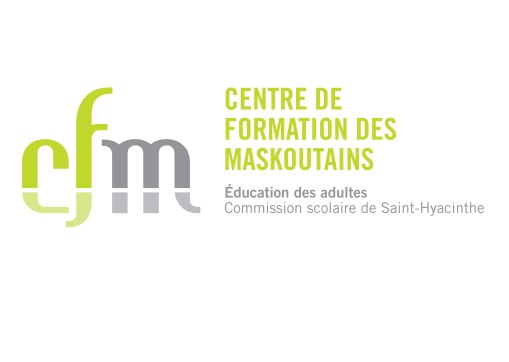 cfm
CENTRE DE
FORMATION DES
MASKOUTAINS
Éducation des adultes
Commission scolaire de Saint-Hyacinthe